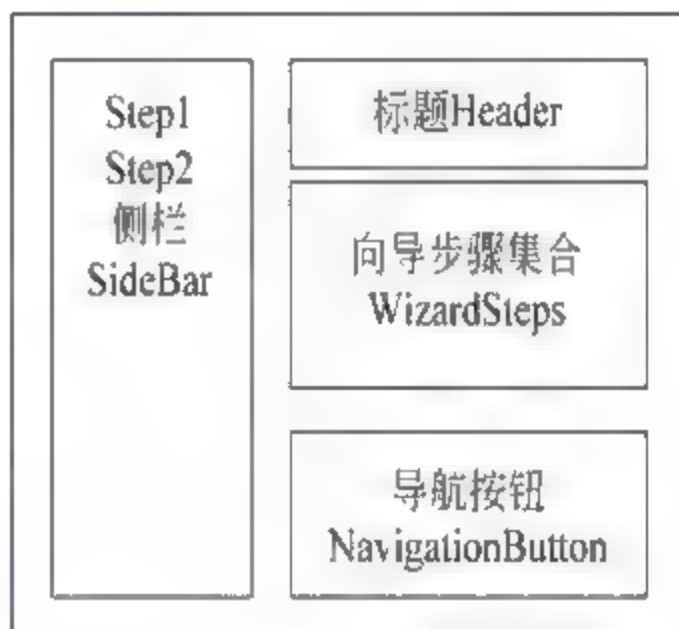 Step1
Step2
侧栏
SideBar
标题Header
向导步骤集合
WizardSteps
导航按钮
NavigationButton